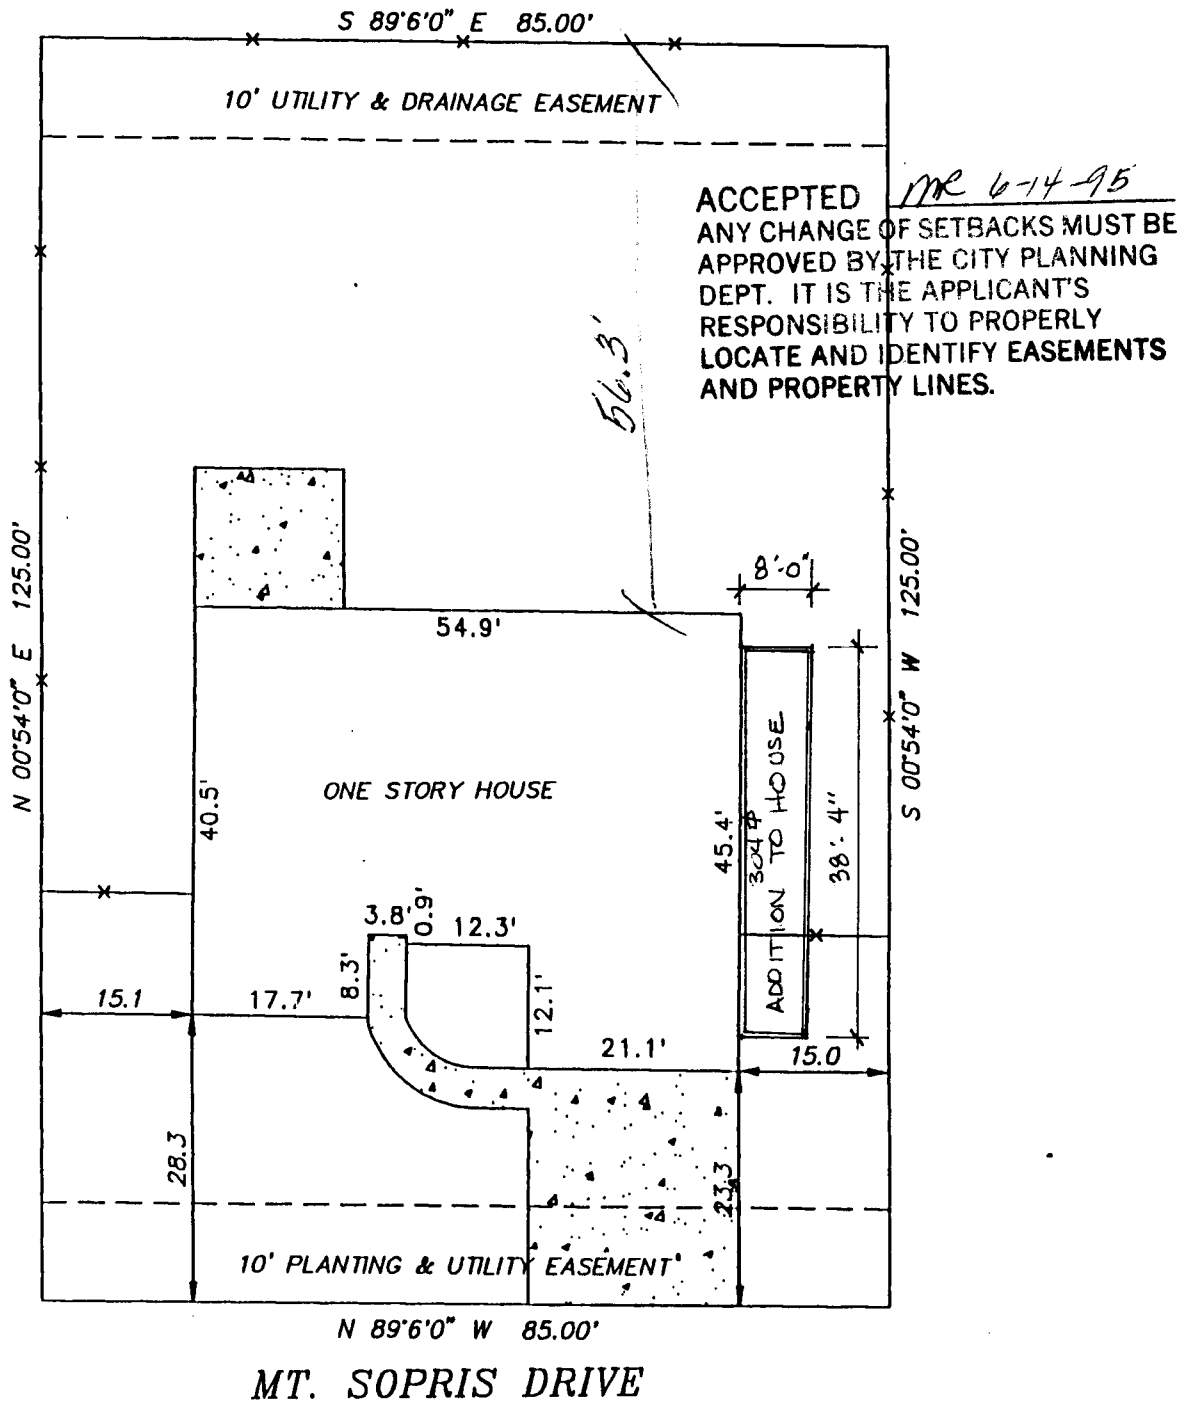 S 89°6'0" E 85.00'
10' UTILITY & DRAINAGE EASEMENT
ACCEPTED MR 6-14-95
ANY CHANGE OF SETBACKS MUST BE
APPROVED BY THE CITY PLANNING
DEPT. IT IS THE APPLICANT'S
RESPONSIBILITY TO PROPERLY
LOCATE AND IDENTIFY EASEMENTS
AND PROPERTY LINES.
56.3'
N 00°54'0" E 125.00'
S 00°54'0" W 125.00'
8'-0"
54.9'
ONE STORY HOUSE
40.5'
45.4'
304 ⌷
ADDITION TO HOUSE
38'-4"
3.8'
0.9'
12.3'
8.3'
12.1'
15.1
17.7'
21.1'
15.0
28.3
23.3
10' PLANTING & UTILITY EASEMENT
N 89°6'0" W 85.00'
MT. SOPRIS DRIVE